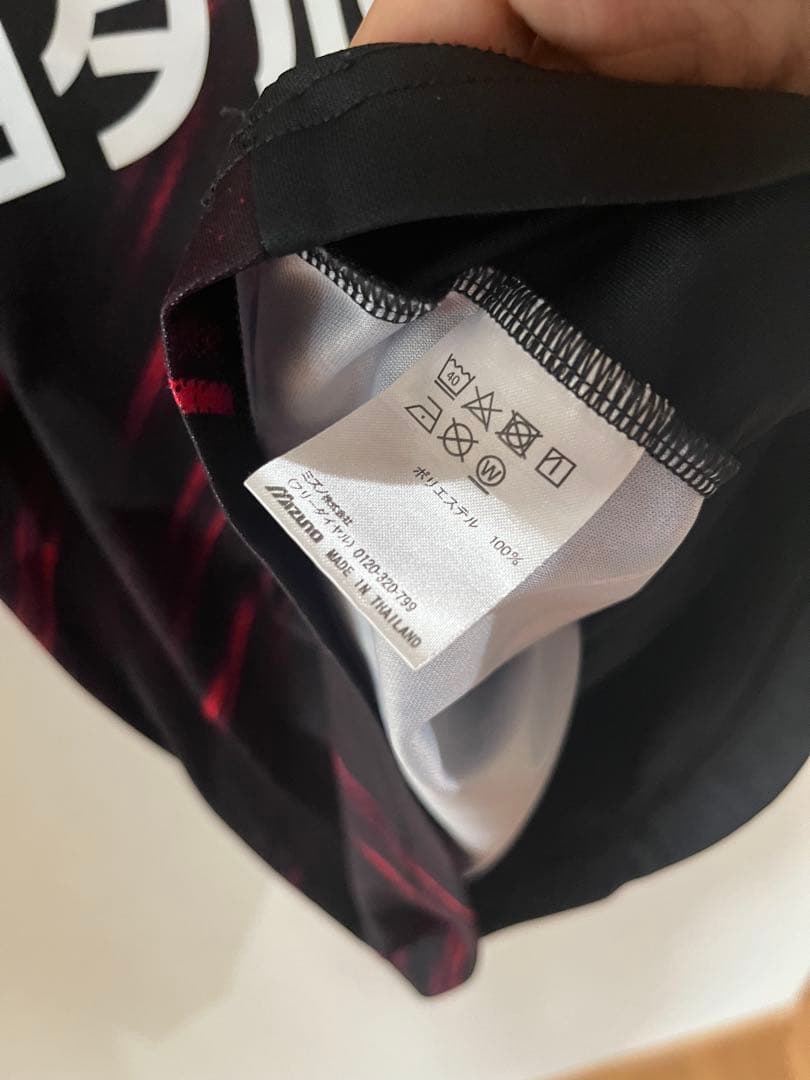 40
W
ポリエステル 100%
ミズノ株式会社
(フリーダイヤル) 0120-320-799
MIZUNO MADE IN THAILAND